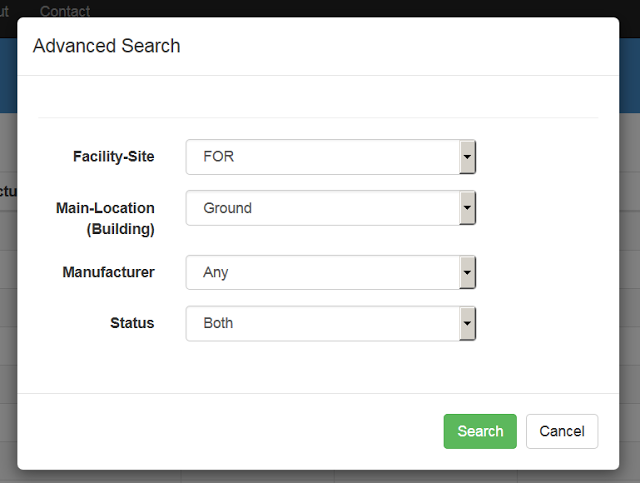 ut Contact
Advanced Search
ctu
Facility-Site FOR
Main-Location
(Building) Ground
Manufacturer Any
Status Both
Search Cancel